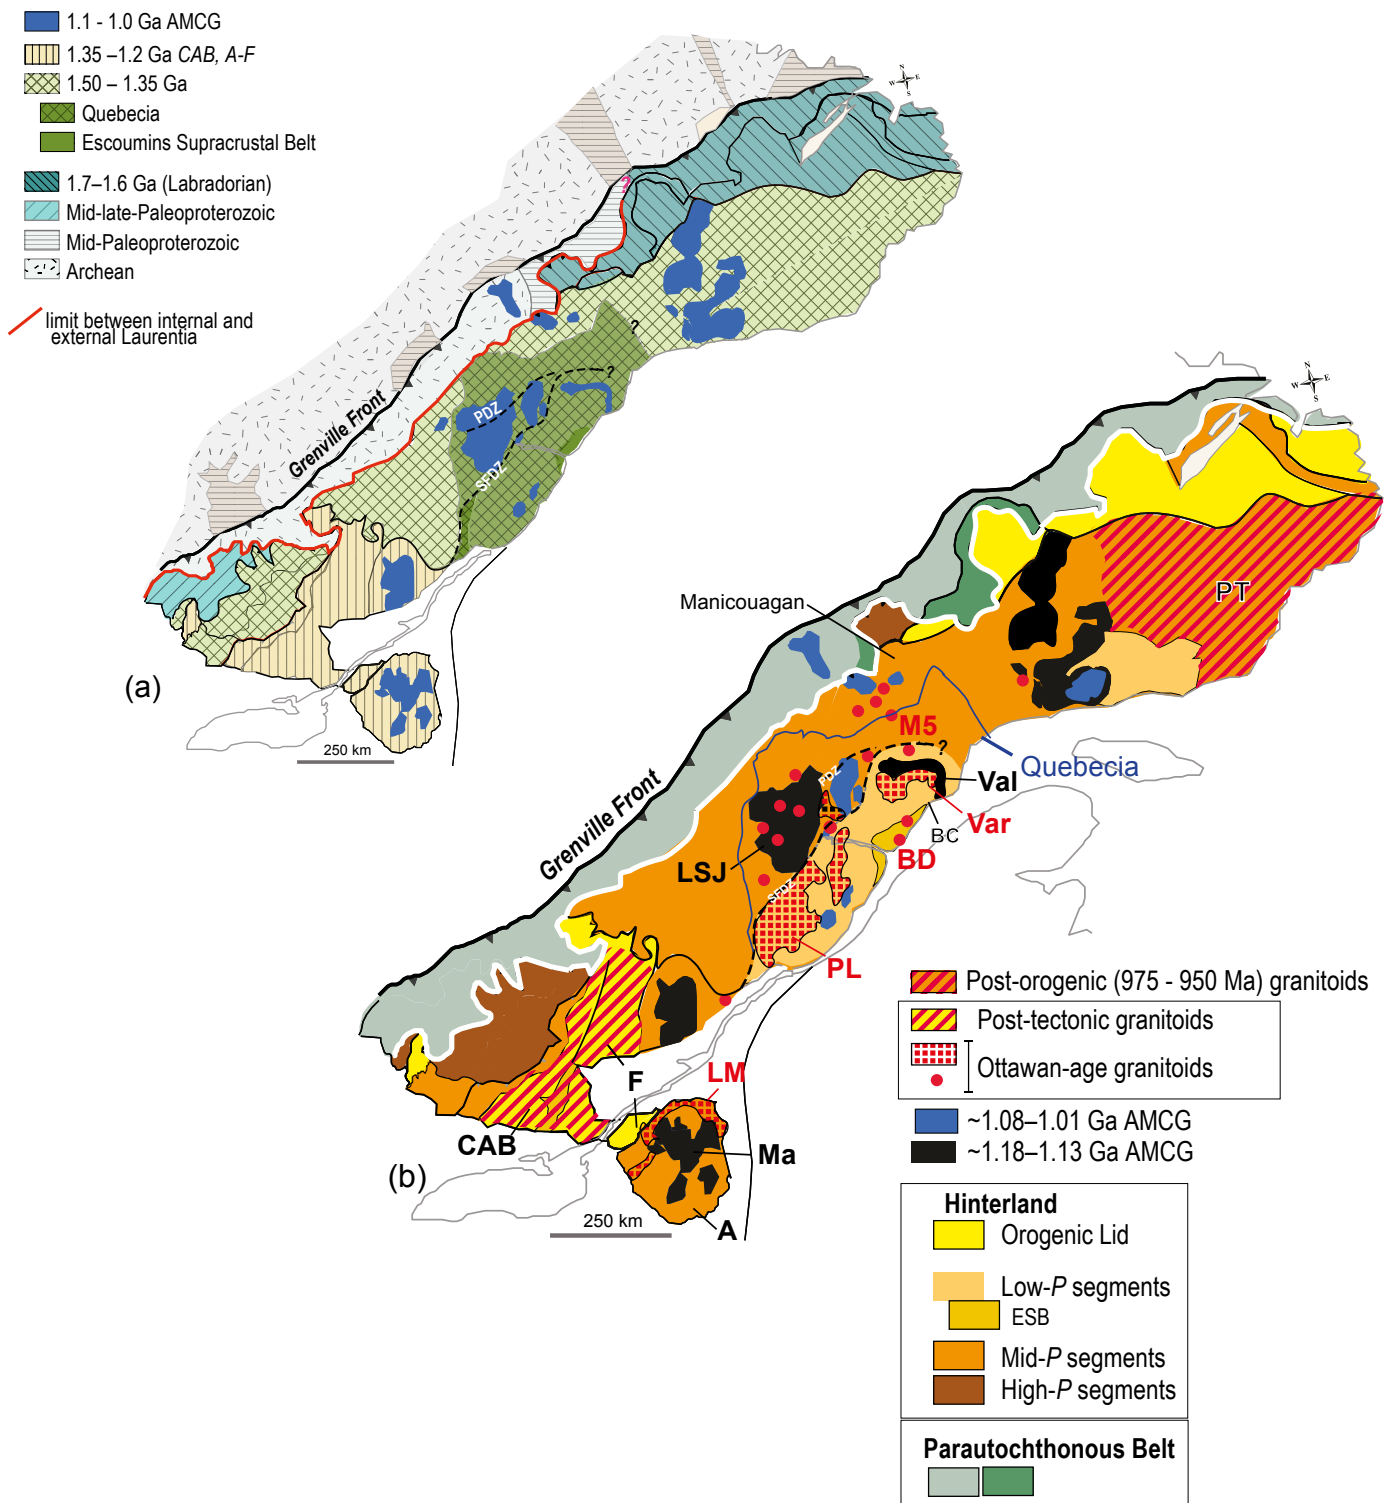 1.1 - 1.0 Ga AMCG
1.35 –1.2 Ga CAB, A-F
1.50 – 1.35 Ga
Quebecia
Escoumins Supracrustal Belt
1.7–1.6 Ga (Labradorian)
Mid-late-Paleoproterozoic
Mid-Paleoproterozoic
Archean
limit between internal and
external Laurentia
N
W E
S
?
?
?
PDZ
SFDZ
Grenville Front
(a)
250 km
N
W E
S
PT
Manicouagan
M5
?
Quebecia
PDZ
Val
Var
BC
BD
Grenville Front
LSJ
SFDZ
PL
F
LM
CAB
Ma
(b)
A
250 km
Post-orogenic (975 - 950 Ma) granitoids
Post-tectonic granitoids
Ottawan-age granitoids
~1.08–1.01 Ga AMCG
~1.18–1.13 Ga AMCG
Hinterland
Orogenic Lid
Low-P segments
ESB
Mid-P segments
High-P segments
Parautochthonous Belt